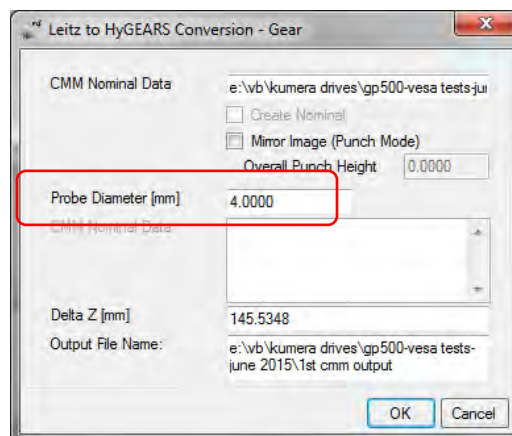 Leitz to HyGEARS Conversion - Gear
CMM Nominal Data
e:\vb\kumera drives\gp500-vesa tests-jur
Create Nominal
Mirror Image (Punch Mode)
Overall Punch Height 0.0000
Probe Diameter [mm] 4.0000
CMM Nominal Data
Delta Z [mm] 145.5348
Output File Name:
e:\vb\kumera drives\gp500-vesa tests-
june 2015\1st cmm output
OK Cancel